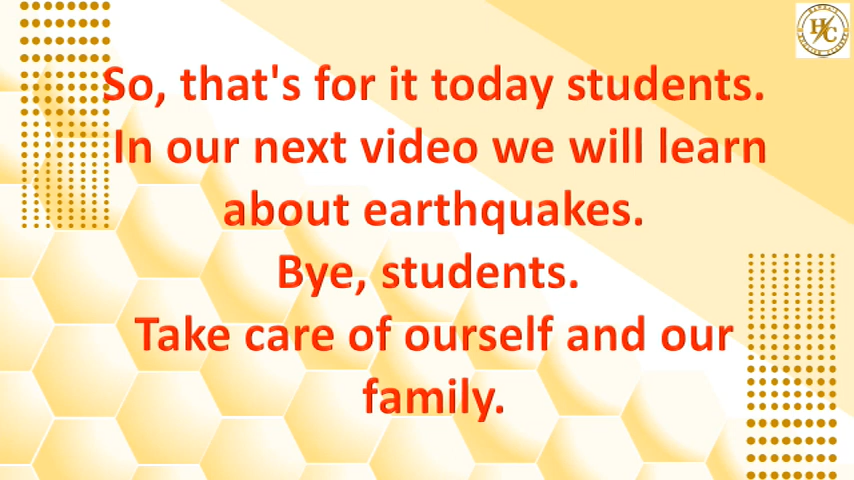 So, that's for it today students.
In our next video we will learn
about earthquakes.
Bye, students.
Take care of ourself and our
family.
H/C